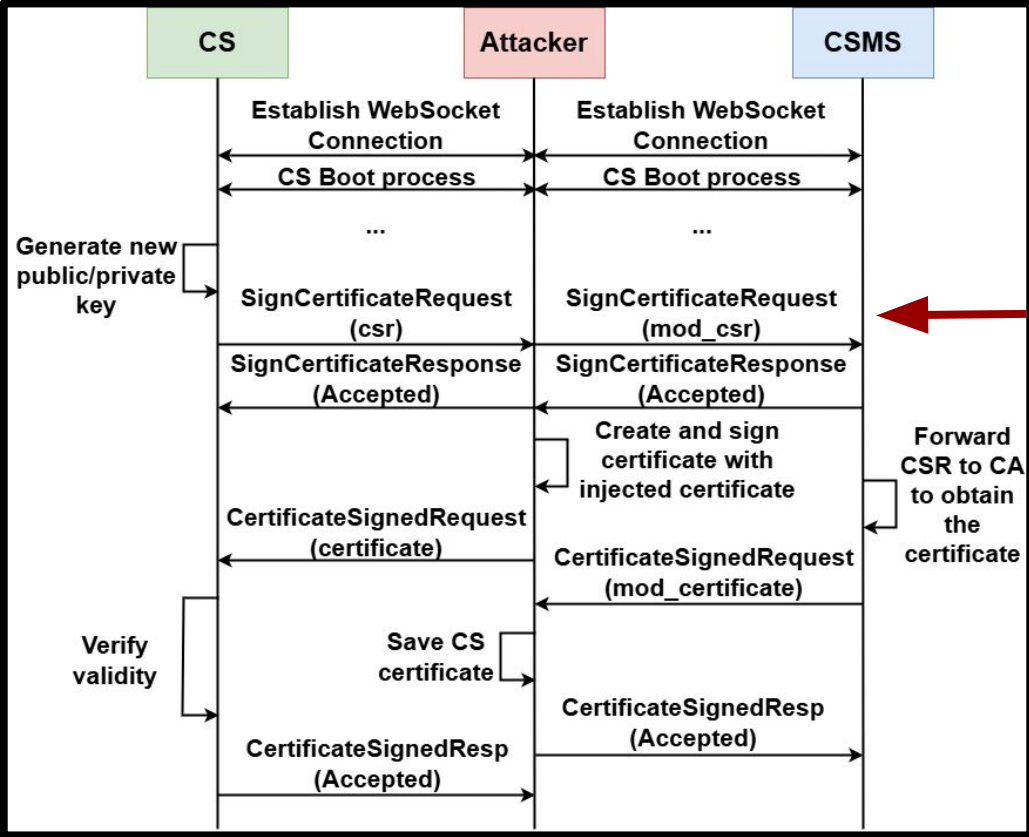 CS
Attacker
CSMS
Establish WebSocket
Connection
Establish WebSocket
Connection
CS Boot process
CS Boot process
...
...
Generate new
public/private
key
SignCertificateRequest
(csr)
SignCertificateRequest
(mod_csr)
SignCertificateResponse
(Accepted)
SignCertificateResponse
(Accepted)
Create and sign
certificate with
injected certificate
Forward
CSR to CA
to obtain
the
certificate
CertificateSignedRequest
(certificate)
CertificateSignedRequest
(mod_certificate)
Verify
validity
Save CS
certificate
CertificateSignedResp
(Accepted)
CertificateSignedResp
(Accepted)